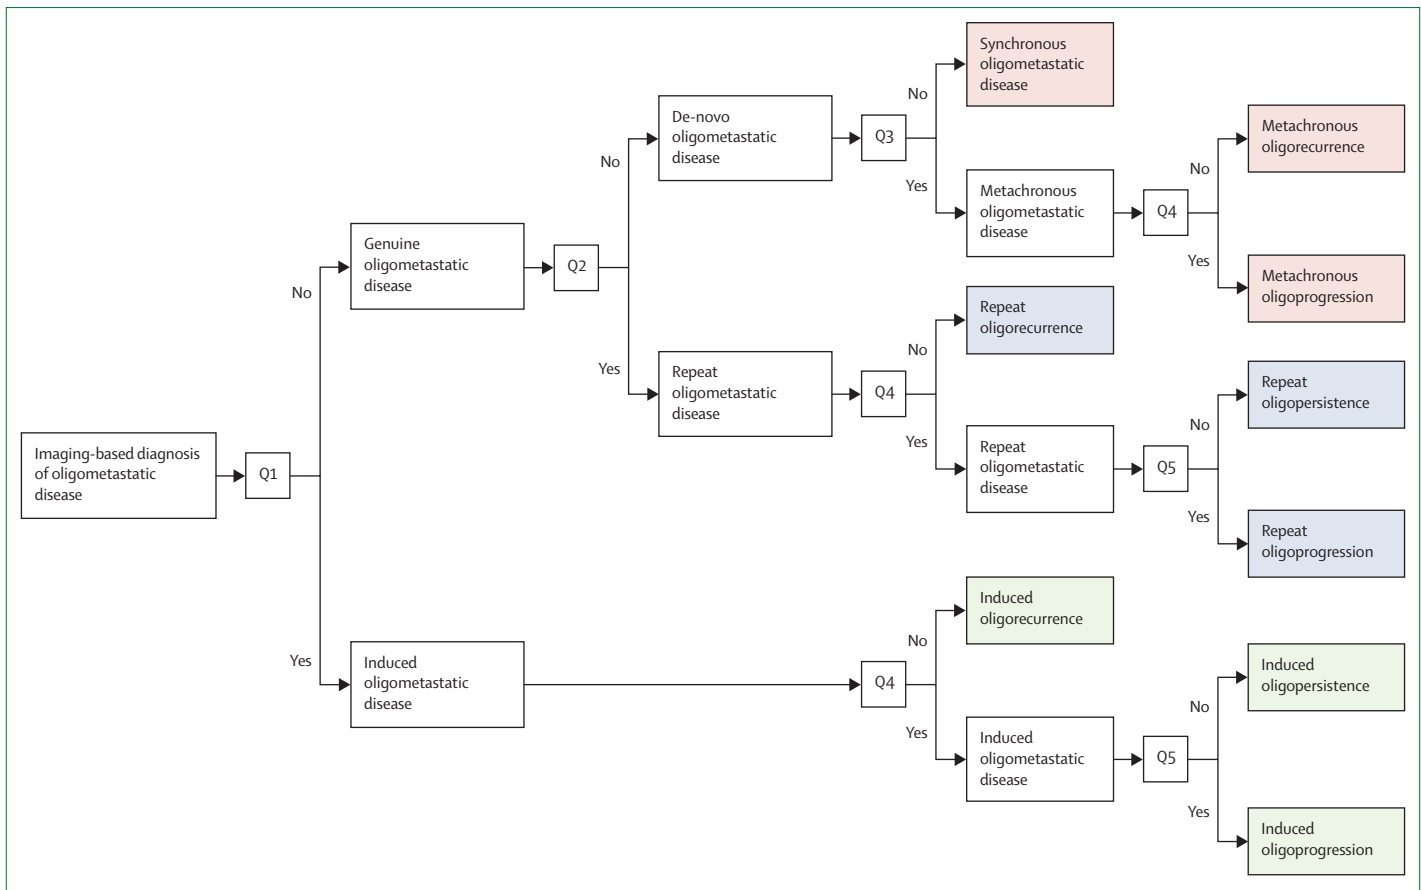 Imaging-based diagnosis
of oligometastatic
disease
Q1
No
Yes
Genuine
oligometastatic
disease
Q2
No
Yes
De-novo
oligometastatic
disease
Q3
No
Yes
Synchronous
oligometastatic
disease
Metachronous
oligometastatic
disease
Q4
No
Yes
Metachronous
oligorecurrence
Metachronous
oligoprogression
Repeat
oligometastatic
disease
Q4
No
Yes
Repeat
oligorecurrence
Repeat
oligometastatic
disease
Q5
No
Yes
Repeat
oligopersistence
Repeat
oligoprogression
Induced
oligometastatic
disease
Q4
No
Yes
Induced
oligorecurrence
Induced
oligometastatic
disease
Q5
No
Yes
Induced
oligopersistence
Induced
oligoprogression